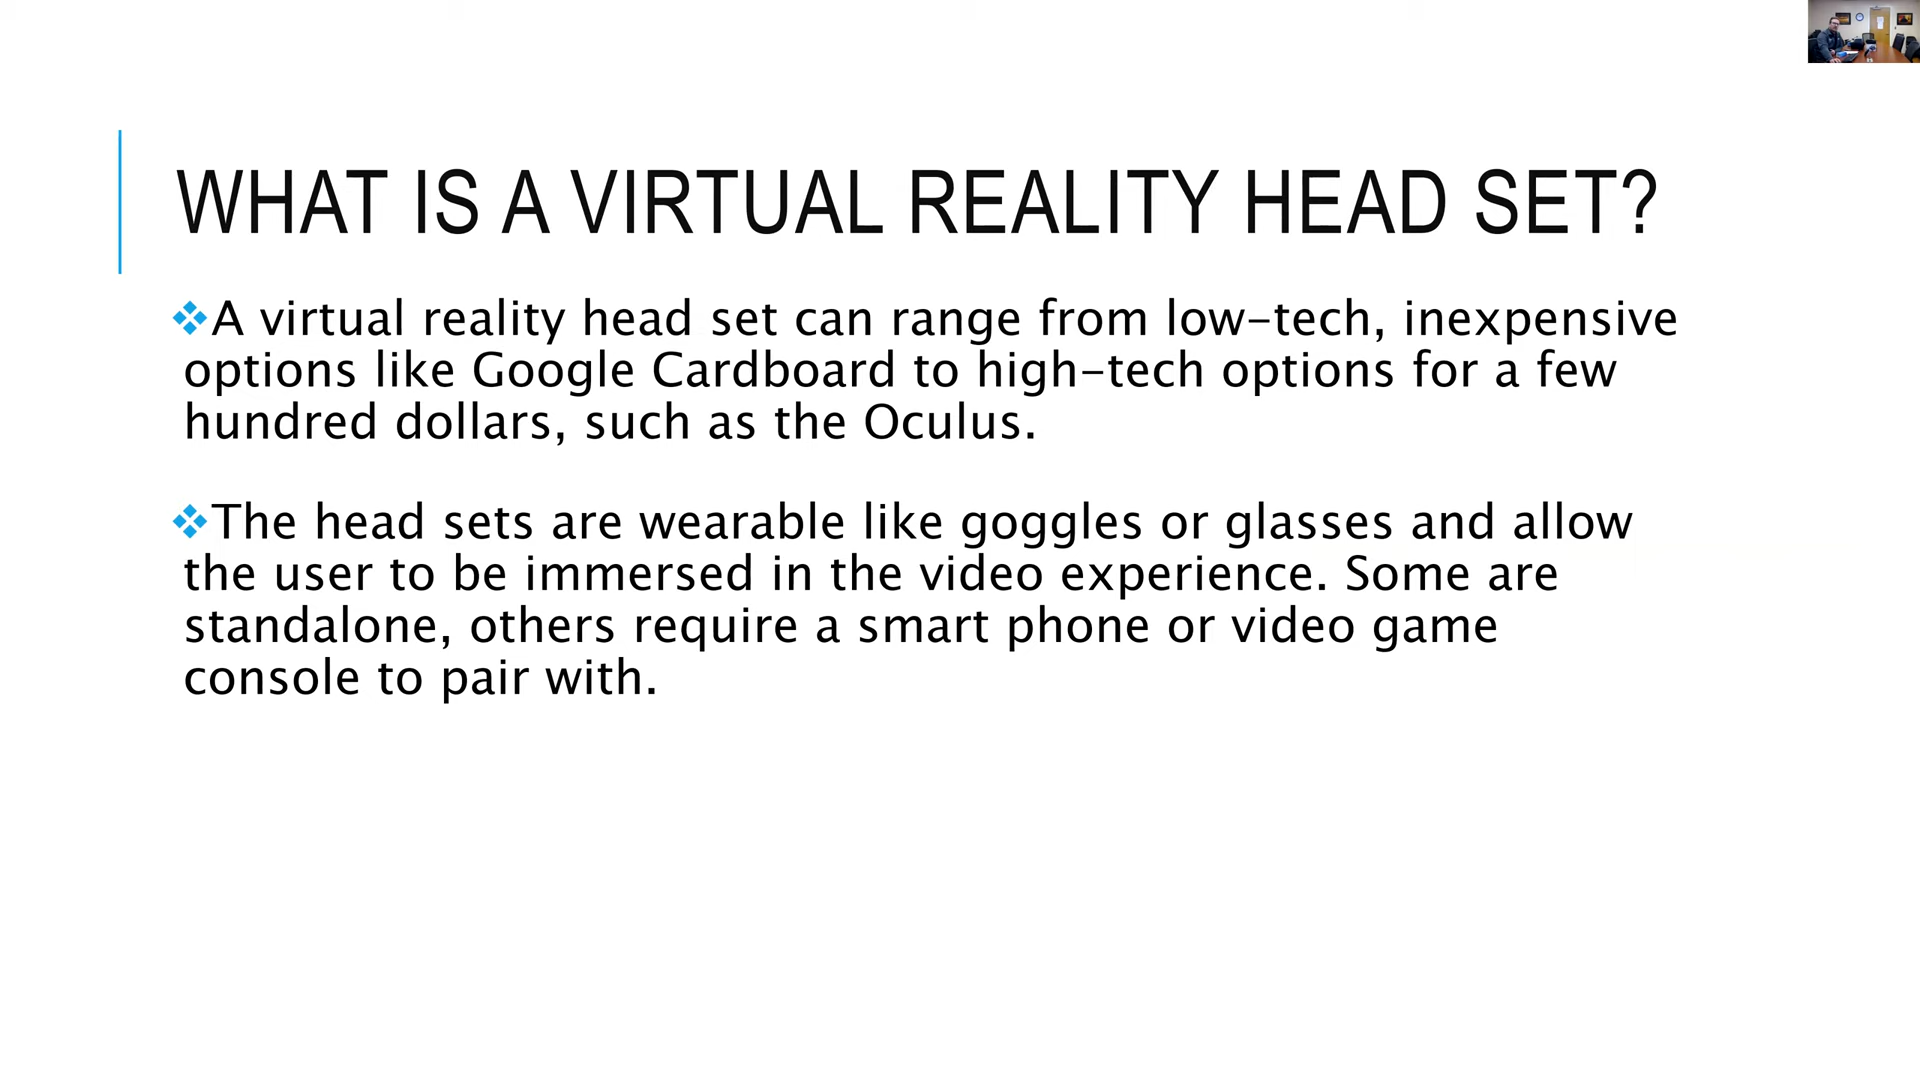 WHAT IS A VIRTUAL REALITY HEAD SET?
❖A virtual reality head set can range from low-tech, inexpensive
options like Google Cardboard to high-tech options for a few
hundred dollars, such as the Oculus.
❖The head sets are wearable like goggles or glasses and allow
the user to be immersed in the video experience. Some are
standalone, others require a smart phone or video game
console to pair with.